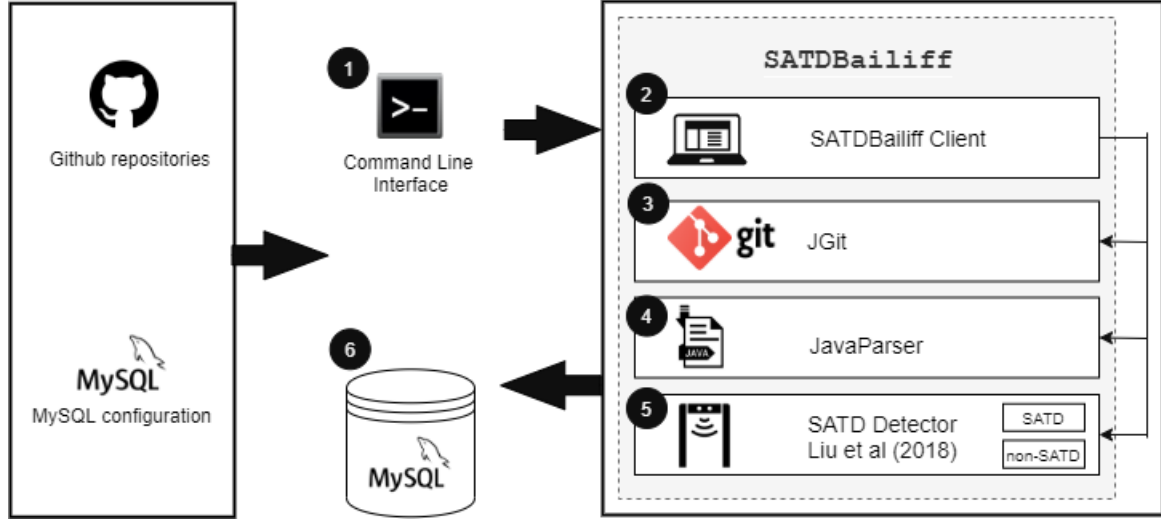 Github repositories
MySQL
MySQL configuration
1
>-
Command Line
Interface
6
MySQL
SATDBailiff
2
SATDBailiff Client
3
git
JGit
4
JAVA
JavaParser
5
SATD Detector
Liu et al (2018)
SATD
non-SATD